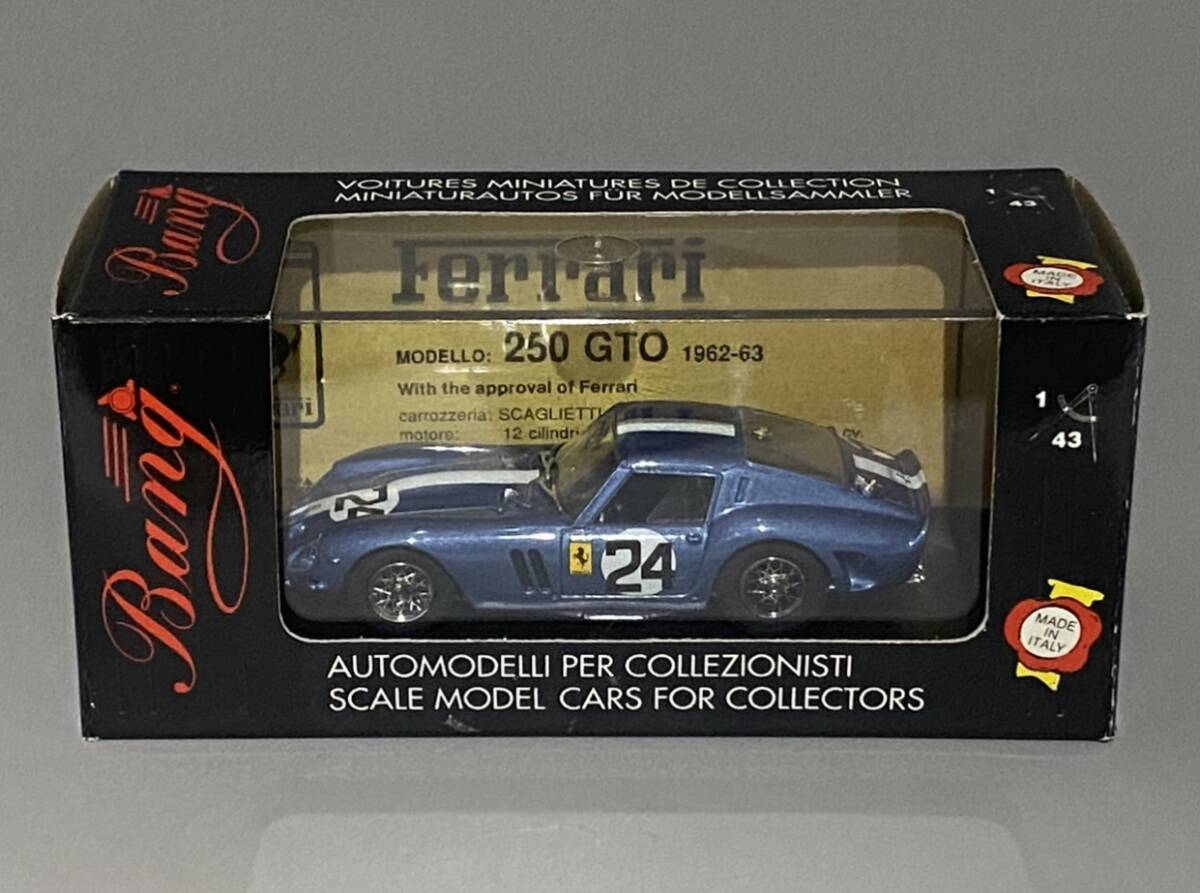 VOITURES MINIATURES DE COLLECTION
MINIATURAUTOS FÜR MODELLSAMMLER
1
43
Bang
MADE
IN
ITALY
Ferrari
MODELLO: 250 GTO 1962-63
With the approval of Ferrari
carrozzeria: SCAGLIETTI
motore: 12 cilindri
24
24
1
43
Bang
MADE
IN
ITALY
AUTOMODELLI PER COLLEZIONISTI
SCALE MODEL CARS FOR COLLECTORS